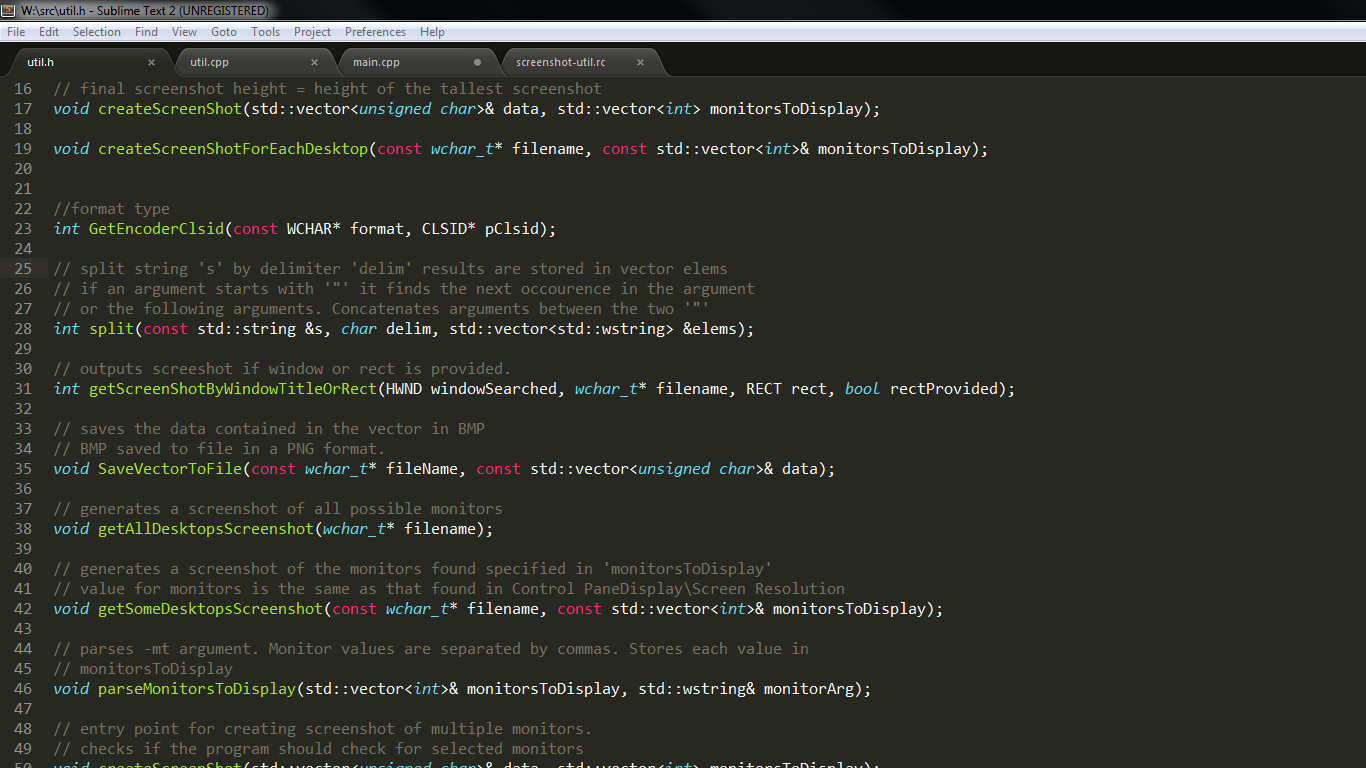 W:\src\util.h - Sublime Text 2 (UNREGISTERED)
File Edit Selection Find View Goto Tools Project Preferences Help
util.h × util.cpp × main.cpp ● screenshot-util.rc ×
16 // final screenshot height = height of the tallest screenshot
17 void createScreenShot(std::vector<unsigned char>& data, std::vector<int> monitorsToDisplay);
18
19 void createScreenShotForEachDesktop(const wchar_t* filename, const std::vector<int>& monitorsToDisplay);
20
21
22 //format type
23 int GetEncoderClsid(const WCHAR* format, CLSID* pClsid);
24
25 // split string 's' by delimiter 'delim' results are stored in vector elems
26 // if an argument starts with '"' it finds the next occourence in the argument
27 // or the following arguments. Concatenates arguments between the two '"'
28 int split(const std::string &s, char delim, std::vector<std::wstring> &elems);
29
30 // outputs screeshot if window or rect is provided.
31 int getScreenShotByWindowTitleOrRect(HWND windowSearched, wchar_t* filename, RECT rect, bool rectProvided);
32
33 // saves the data contained in the vector in BMP
34 // BMP saved to file in a PNG format.
35 void SaveVectorToFile(const wchar_t* fileName, const std::vector<unsigned char>& data);
36
37 // generates a screenshot of all possible monitors
38 void getAllDesktopsScreenshot(wchar_t* filename);
39
40 // generates a screenshot of the monitors found specified in 'monitorsToDisplay'
41 // value for monitors is the same as that found in Control PaneDisplay\Screen Resolution
42 void getSomeDesktopsScreenshot(const wchar_t* filename, const std::vector<int>& monitorsToDisplay);
43
44 // parses -mt argument. Monitor values are separated by commas. Stores each value in
45 // monitorsToDisplay
46 void parseMonitorsToDisplay(std::vector<int>& monitorsToDisplay, std::wstring& monitorArg);
47
48 // entry point for creating screenshot of multiple monitors.
49 // checks if the program should check for selected monitors
50 void createScreenShot(std::vector<unsigned char>& data, std::vector<int> monitorsToDisplay);